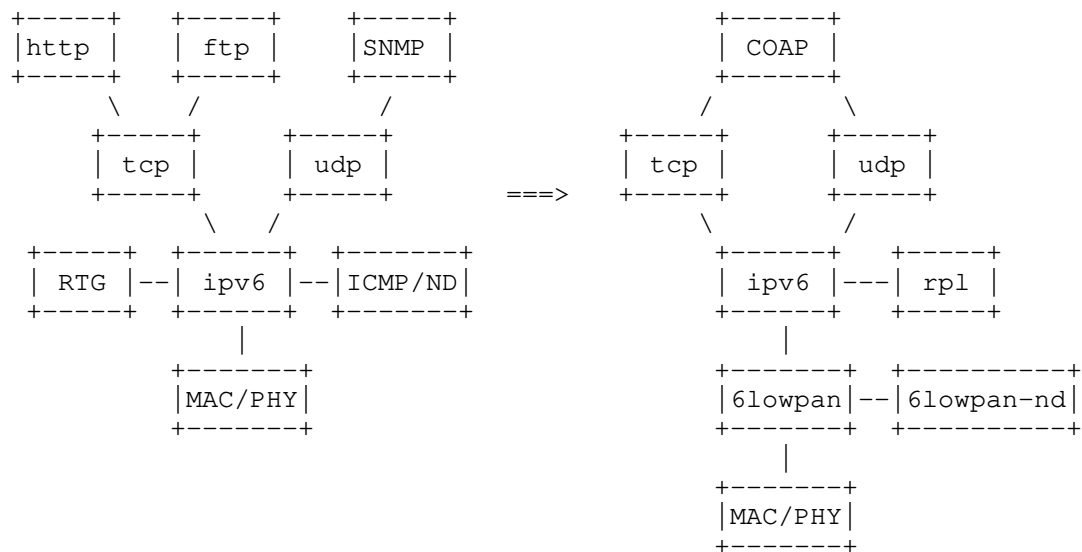 http ftp SNMP COAP
tcp udp tcp udp
===>
RTG -- ipv6 -- ICMP/ND ipv6 --- rpl
MAC/PHY 6lowpan -- 6lowpan-nd
MAC/PHY